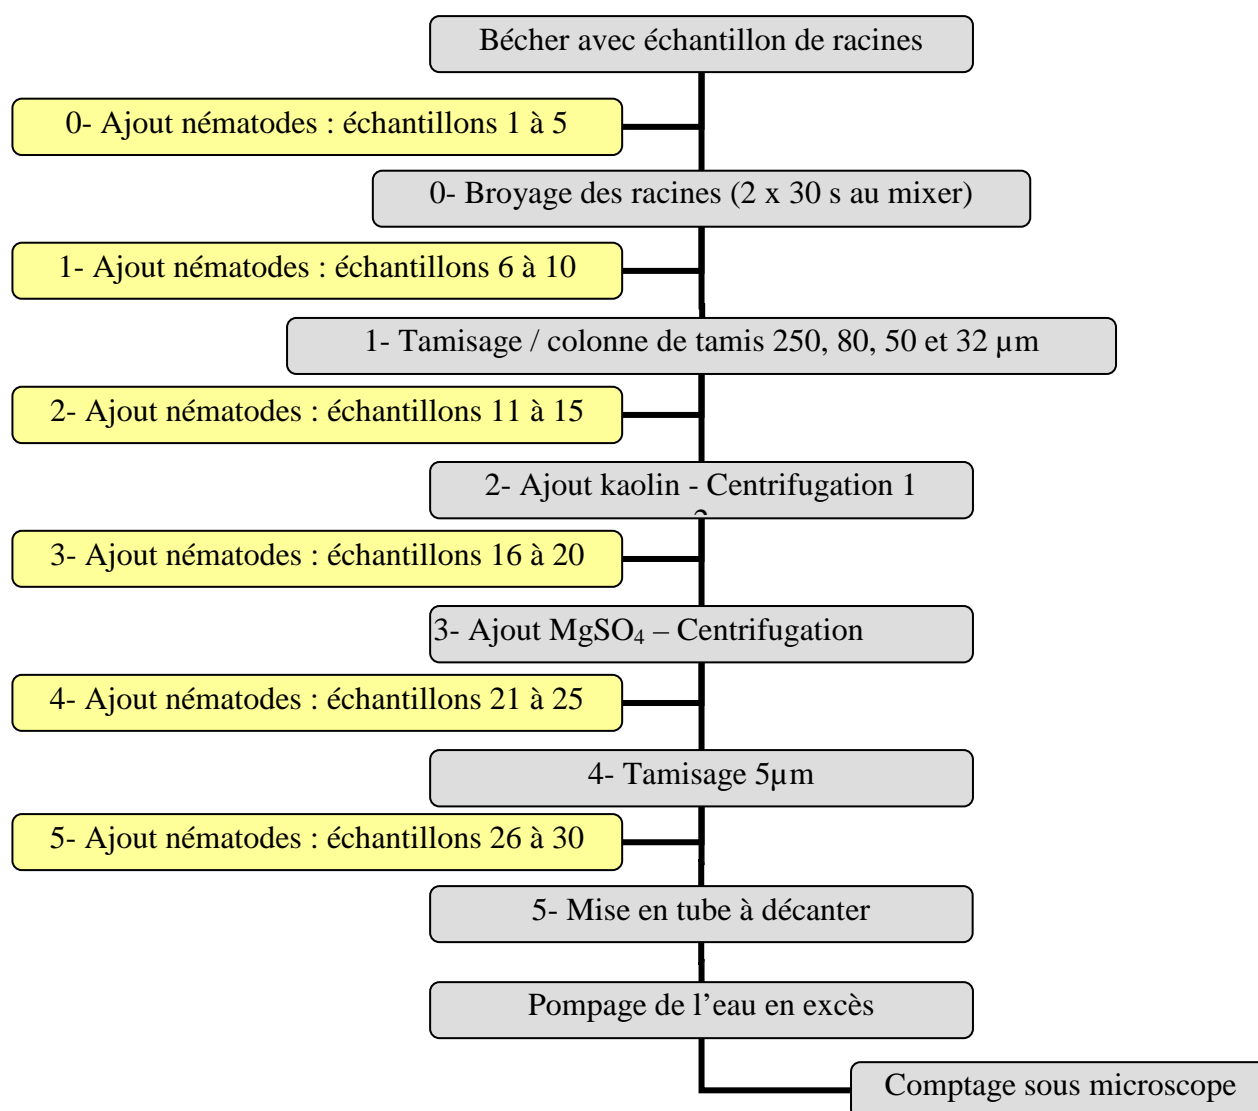 Bécher avec échantillon de racines
0- Ajout nématodes : échantillons 1 à 5
0- Broyage des racines (2 x 30 s au mixer)
1- Ajout nématodes : échantillons 6 à 10
1- Tamisage / colonne de tamis 250, 80, 50 et 32 µm
2- Ajout nématodes : échantillons 11 à 15
2- Ajout kaolin - Centrifugation 1
3- Ajout nématodes : échantillons 16 à 20
3- Ajout MgSO₄ – Centrifugation
4- Ajout nématodes : échantillons 21 à 25
4- Tamisage 5µm
5- Ajout nématodes : échantillons 26 à 30
5- Mise en tube à décanter
Pompage de l’eau en excès
Comptage sous microscope